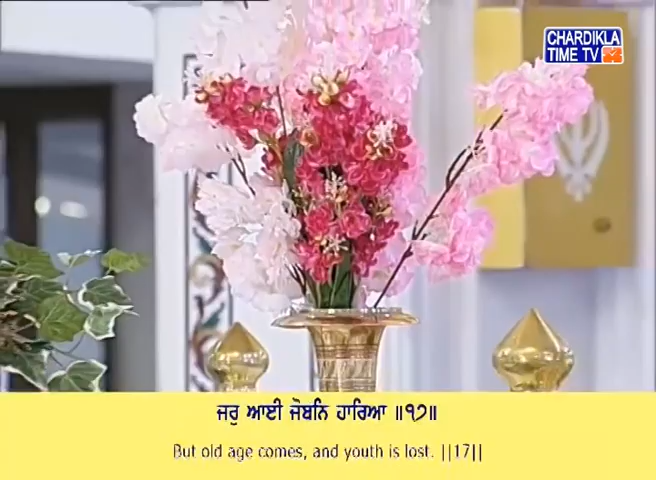 CHARDIKLA
TIME TV
ਜਰੁ ਆਈ ਜੋਬਨਿ ਹਾਰਿਆ ॥੧੭॥
But old age comes, and youth is lost. ||17||